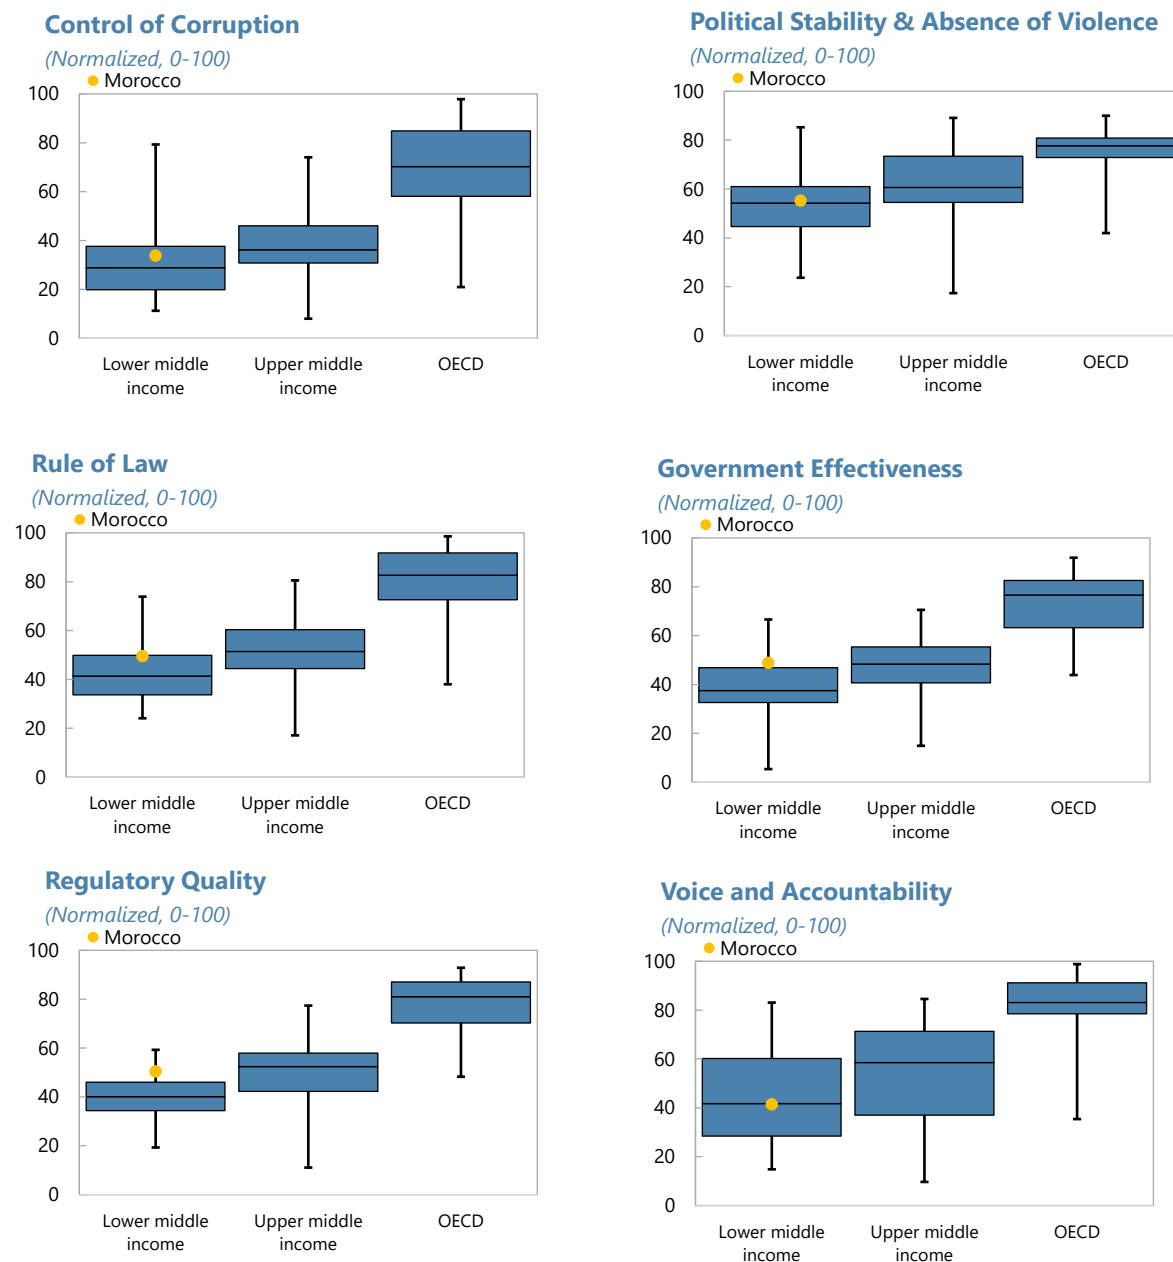 Control of Corruption
(Normalized, 0-100)
Morocco
100
80
60
40
20
0
Lower middle
income
Upper middle
income
OECD
Political Stability & Absence of Violence
(Normalized, 0-100)
Morocco
100
80
60
40
20
0
Lower middle
income
Upper middle
income
OECD
Rule of Law
(Normalized, 0-100)
Morocco
100
80
60
40
20
0
Lower middle
income
Upper middle
income
OECD
Government Effectiveness
(Normalized, 0-100)
Morocco
100
80
60
40
20
0
Lower middle
income
Upper middle
income
OECD
Regulatory Quality
(Normalized, 0-100)
Morocco
100
80
60
40
20
0
Lower middle
income
Upper middle
income
OECD
Voice and Accountability
(Normalized, 0-100)
Morocco
100
80
60
40
20
0
Lower middle
income
Upper middle
income
OECD